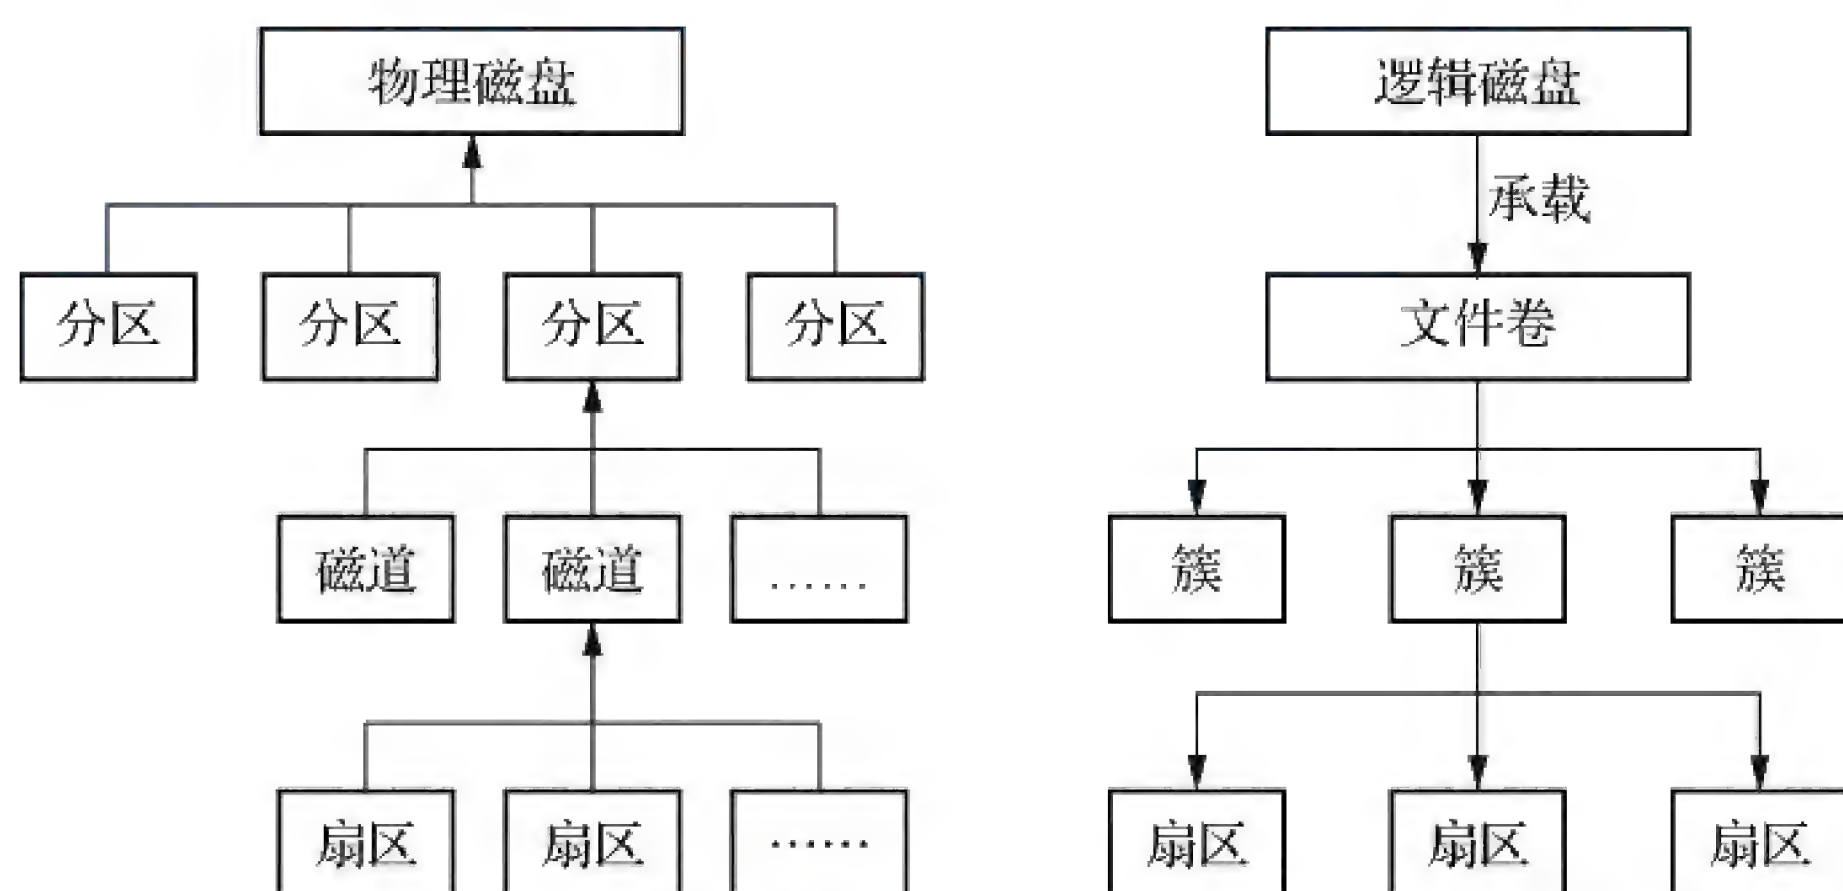 物理磁盘
分区 分区 分区 分区
磁道 磁道 ……
扇区 扇区 ……
逻辑磁盘
承载
文件卷
簇 簇 簇
扇区 扇区 扇区